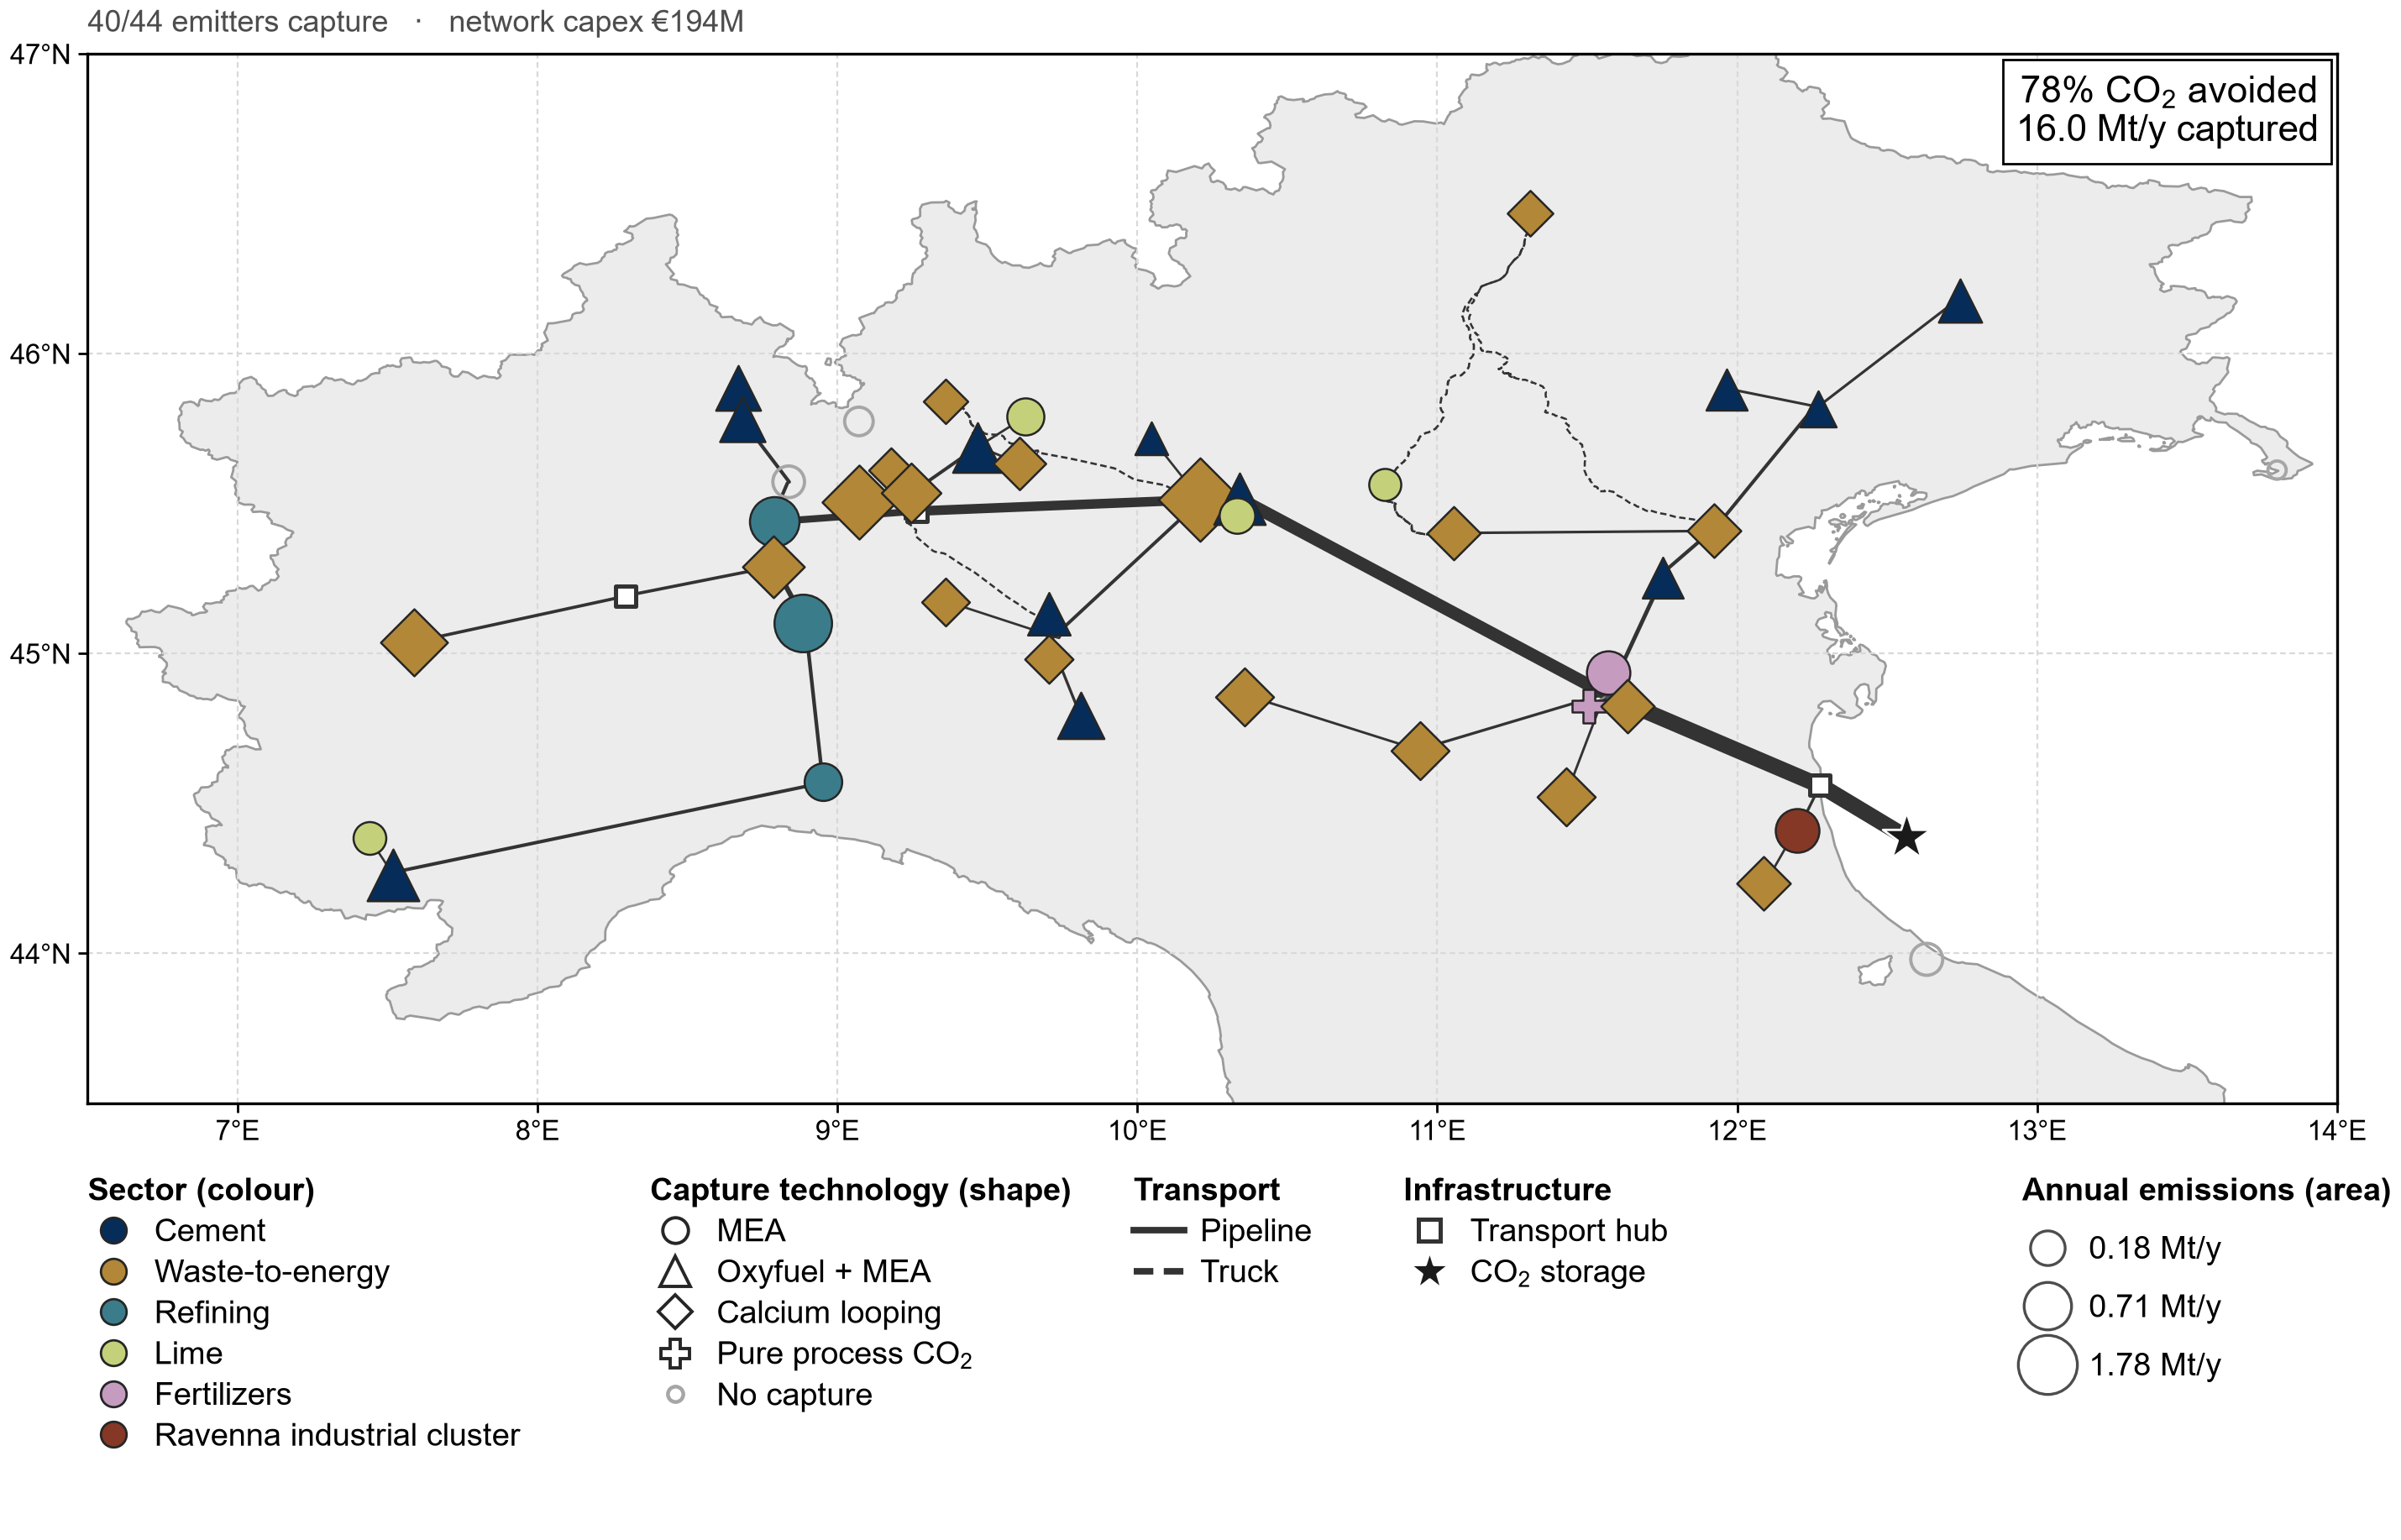 40/44 emitters capture · network capex €194M
47°N
78% CO₂ avoided
16.0 Mt/y captured
46°N
45°N
44°N
7°E 8°E 9°E 10°E 11°E 12°E 13°E 14°E
Sector (colour)
Cement
Waste-to-energy
Refining
Lime
Fertilizers
Ravenna industrial cluster
Capture technology (shape)
MEA
Oxyfuel + MEA
Calcium looping
Pure process CO₂
No capture
Transport
Pipeline
Truck
Infrastructure
Transport hub
CO₂ storage
Annual emissions (area)
0.18 Mt/y
0.71 Mt/y
1.78 Mt/y